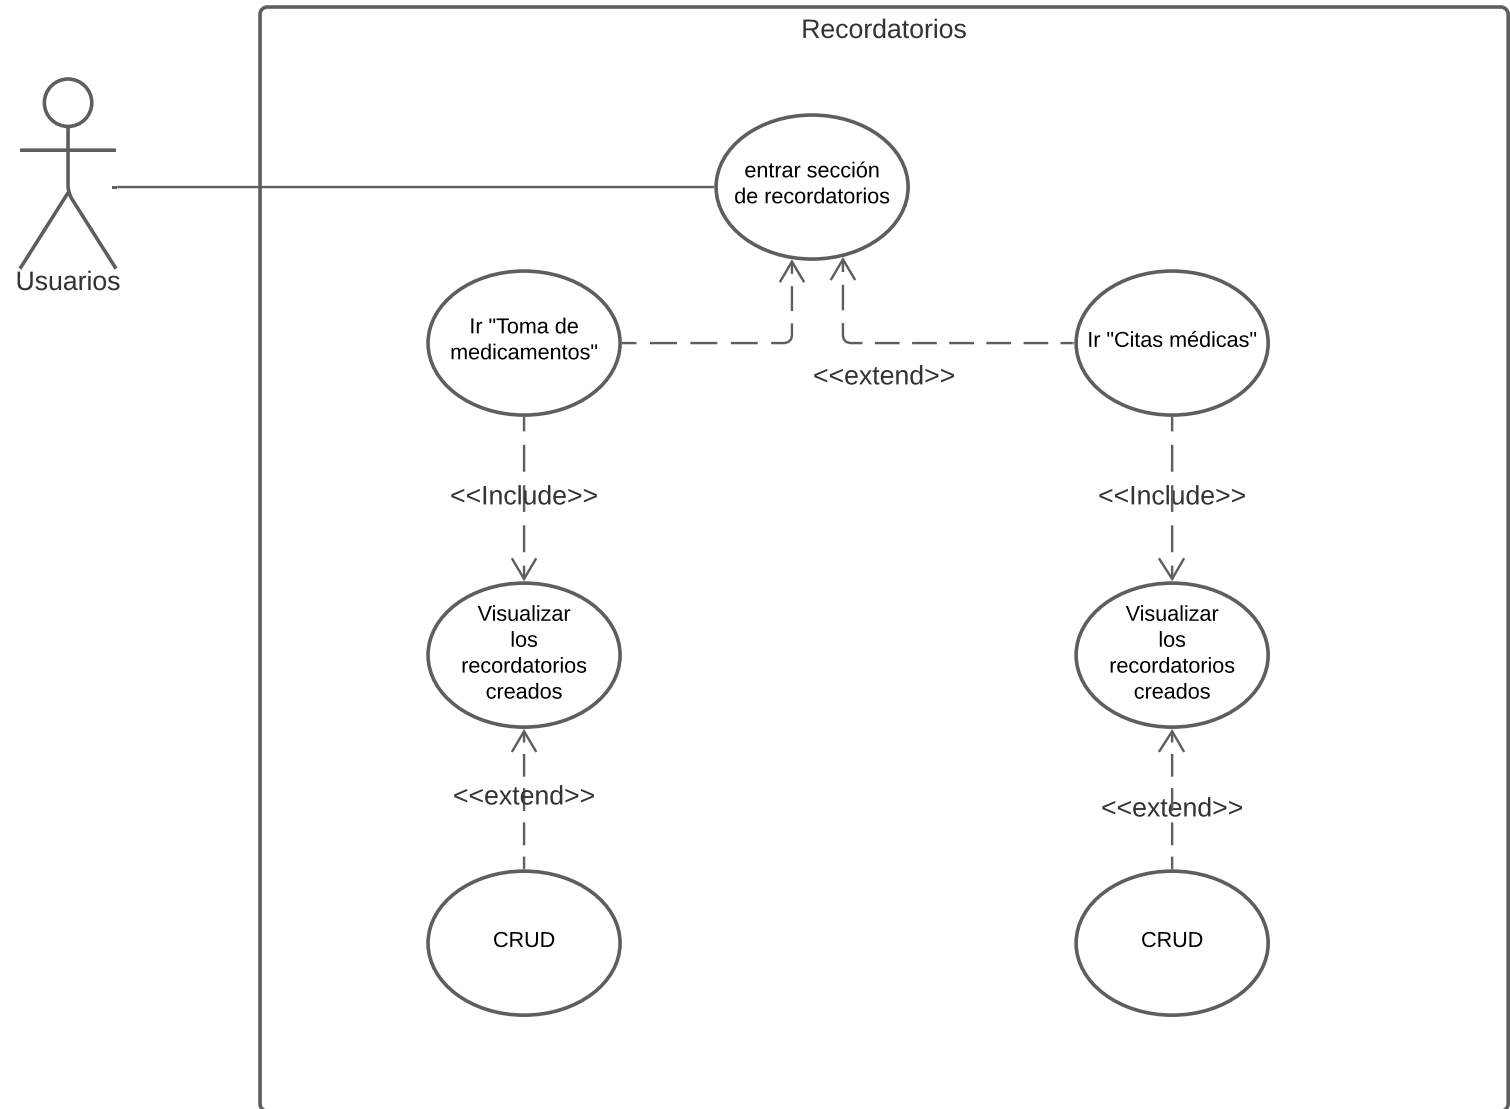 Recordatorios
entrar sección
de recordatorios
Usuarios
Ir "Toma de
medicamentos"
Ir "Citas médicas"
<<extend>>
<<Include>>
<<Include>>
Visualizar
los
recordatorios
creados
Visualizar
los
recordatorios
creados
<<extend>>
<<extend>>
CRUD
CRUD